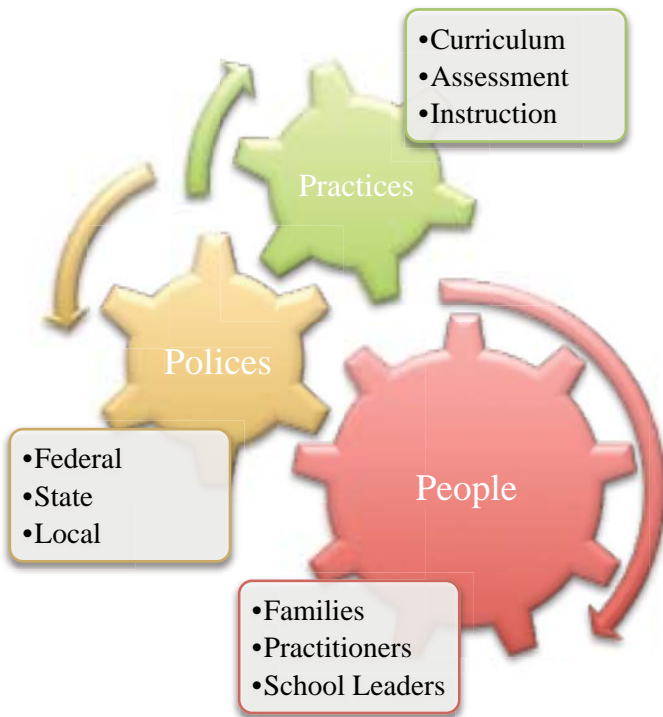 •Curriculum
•Assessment
•Instruction
Practices
Polices
•Federal
•State
•Local
People
•Families
•Practitioners
•School Leaders